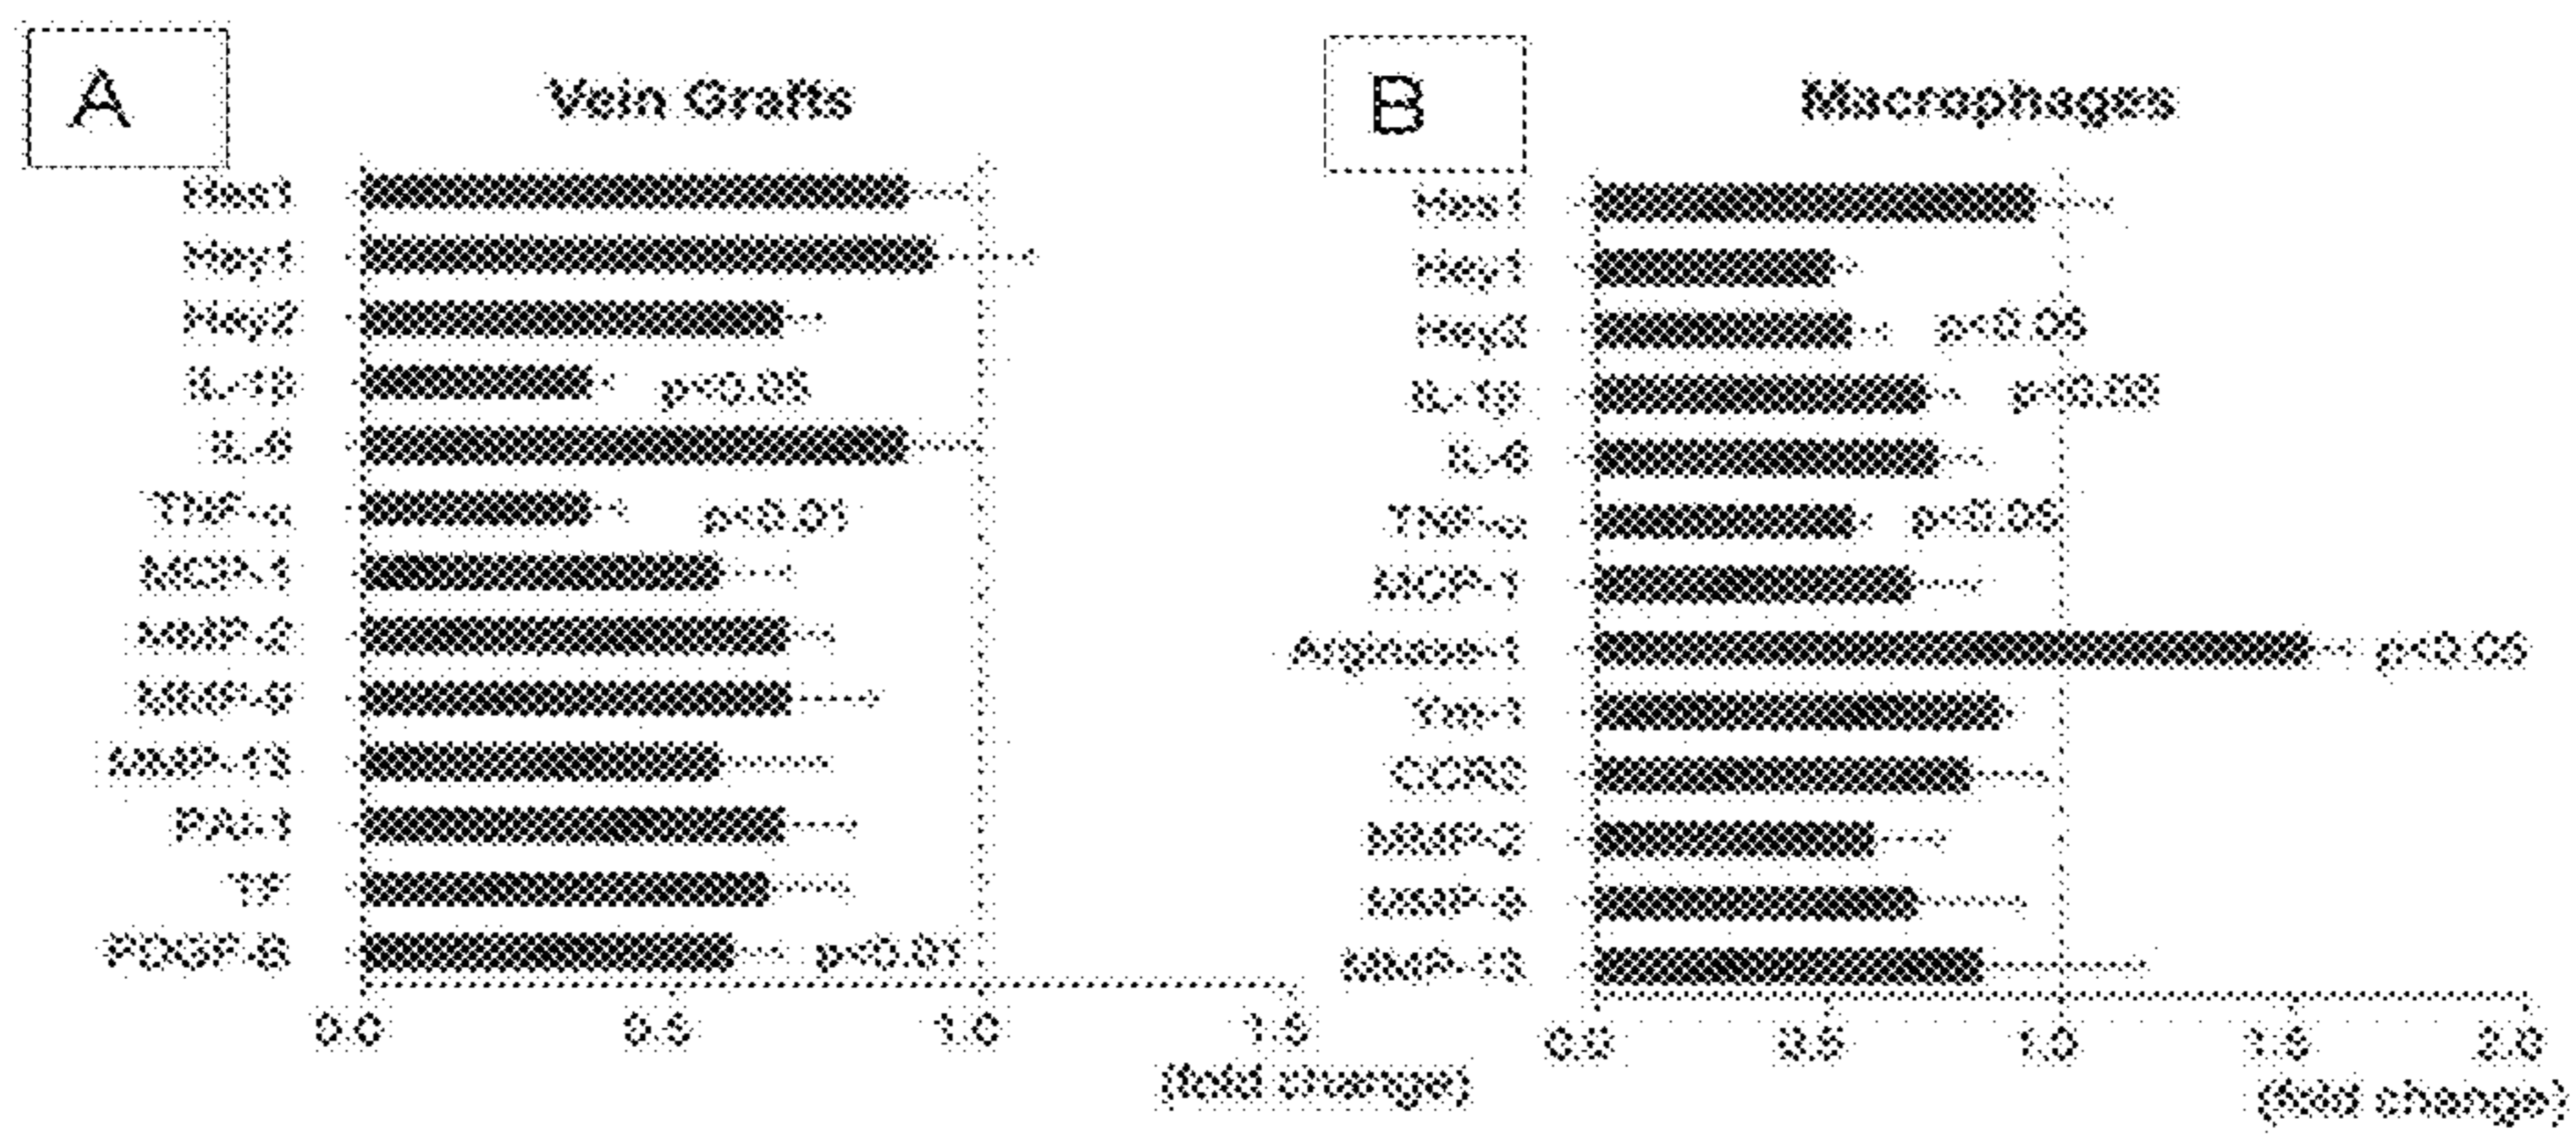 A
Vein Grafts
Hes1
Hey1
Hey2
IL-1β p<0.05
IL-6
TNF-α p<0.01
MCP-1
MMP-2
MMP-9
MMP-13
PAI-1
TF
PDGF-B p<0.01
0.0 0.5 1.0 1.5
(fold change)
B
Macrophages
Hes1
Hey1
Hey2 p<0.05
IL-1β
IL-6
TNF-α p<0.05
MCP-1
Arginase-1 p<0.05
Ym-1
MMP-2
MMP-9
MMP-13
0.0 0.5 1.0 1.5 2.0
(fold change)